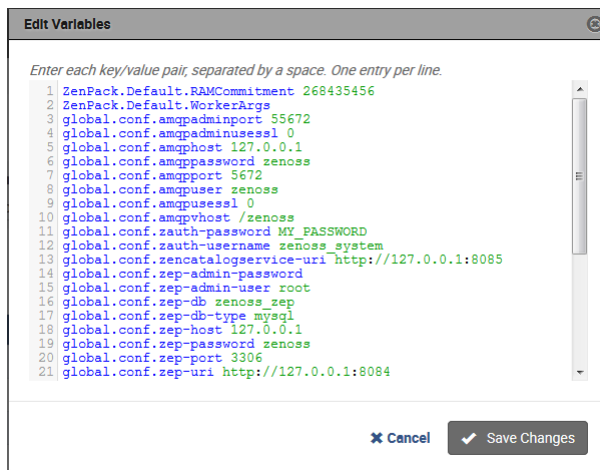 Edit Variables
Enter each key/value pair, separated by a space. One entry per line.
1 ZenPack.Default.RAMCommitment 268435456
2 ZenPack.Default.WorkerArgs
3 global.conf.amqpadminport 55672
4 global.conf.amqpadminusessl 0
5 global.conf.amqphost 127.0.0.1
6 global.conf.amqppassword zenoss
7 global.conf.amqpport 5672
8 global.conf.amqpuser zenoss
9 global.conf.amqpusessl 0
10 global.conf.amqpvhost /zenoss
11 global.conf.zauth-password MY_PASSWORD
12 global.conf.zauth-username zenoss_system
13 global.conf.zencatalogservice-uri http://127.0.0.1:8085
14 global.conf.zep-admin-password
15 global.conf.zep-admin-user root
16 global.conf.zep-db zenoss_zep
17 global.conf.zep-db-type mysql
18 global.conf.zep-host 127.0.0.1
19 global.conf.zep-password zenoss
20 global.conf.zep-port 3306
21 global.conf.zep-uri http://127.0.0.1:8084
Cancel Save Changes